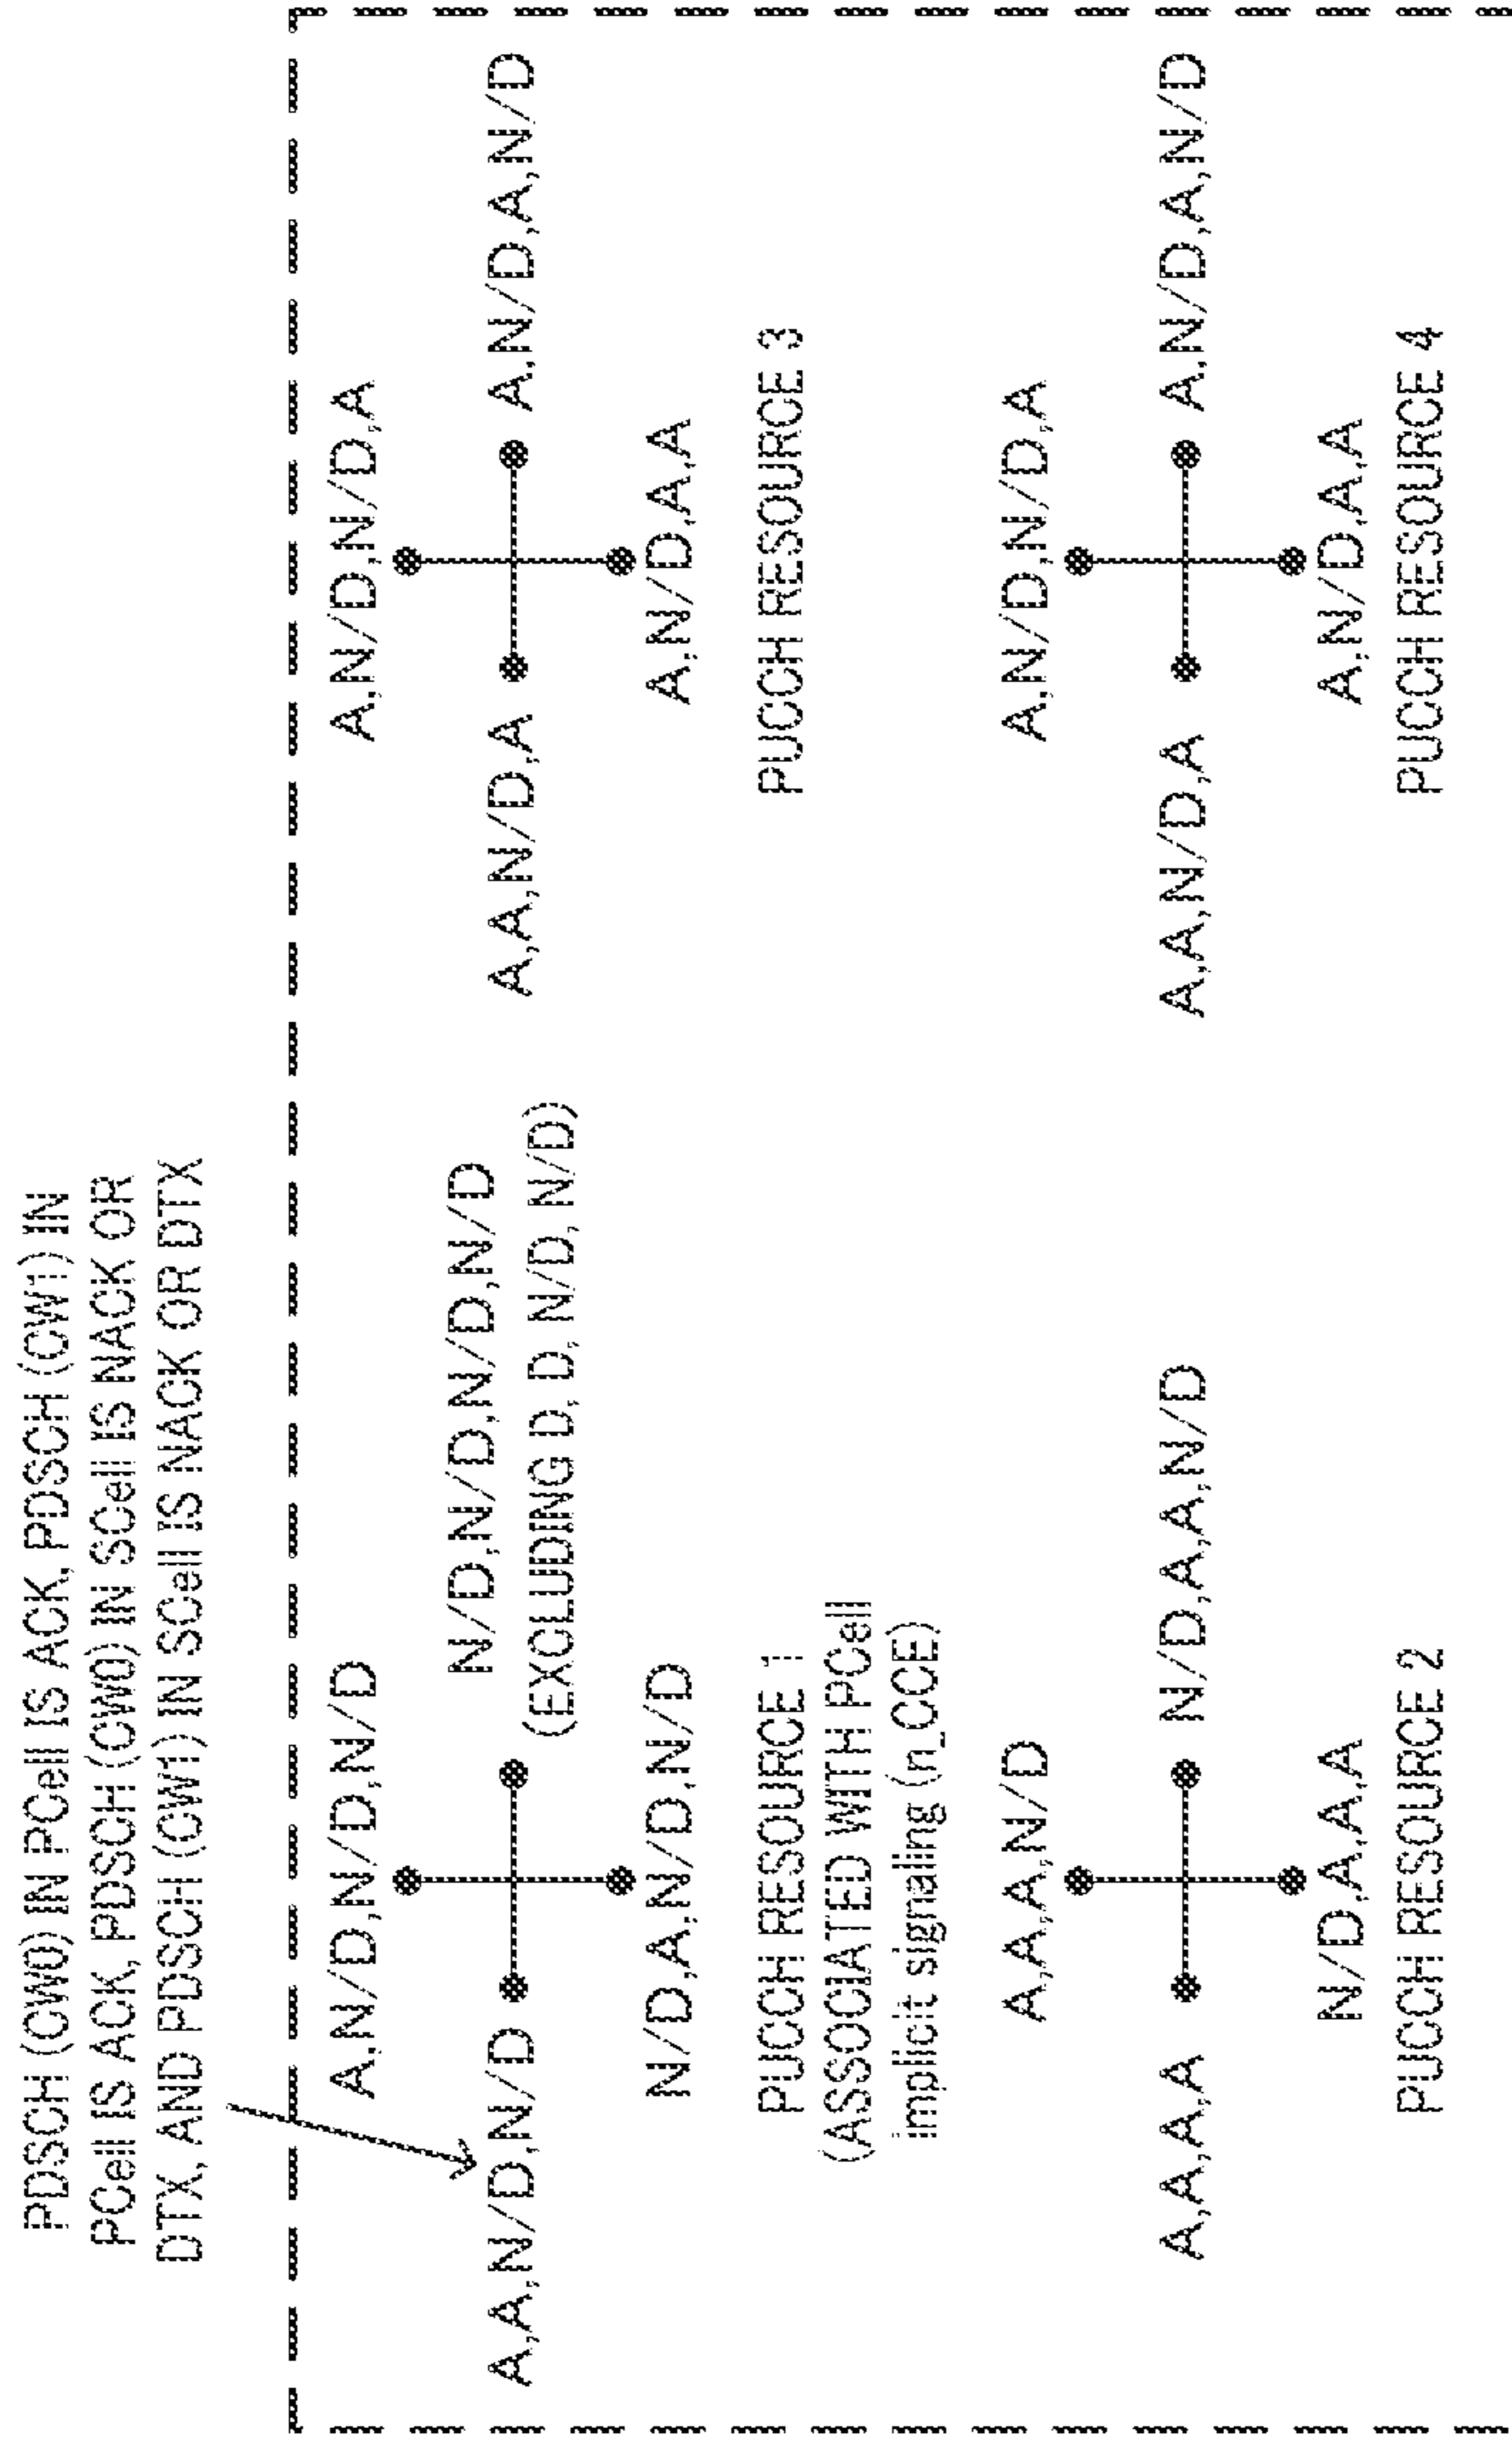 PDSCH (CW0) IN PCell IS ACK, PDSCH (CW1) IN
PCell IS ACK, PDSCH (CW0) IN SCell IS NACK OR
DTX, AND PDSCH (CW1) IN SCell IS NACK OR DTX
A,N/D,N/D,N/D
A,A,N/D,N/D
N/D,N/D,N/D,N/D
(EXCLUDING D, D, N/D, N/D)
N/D,A,N/D,N/D
PUCCH RESOURCE 1
(ASSOCIATED WITH PCell
implicit signaling (n_CCE)
A,N/D,N/D,A
A,A,N/D,A
A,N/D,A,N/D
A,N/D,A,A
PUCCH RESOURCE 3
A,A,A,N/D
A,A,A,A
N/D,A,A,N/D
N/D,A,A,A
PUCCH RESOURCE 2
A,N/D,N/D,A
A,A,N/D,A
A,N/D,A,N/D
A,N/D,A,A
PUCCH RESOURCE 4